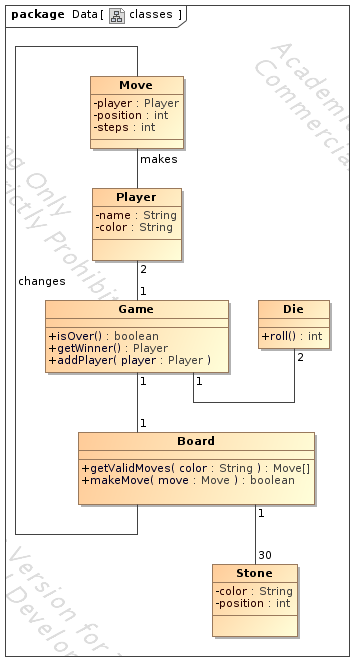 package Data[ classes ]
Academi
Commercial
Move
-player : Player
-position : int
-steps : int
makes
ng Only
rictly Prohibit
Player
-name : String
-color : String
2
changes
1
Game
+isOver() : boolean
+getWinner() : Player
+addPlayer( player : Player )
Die
+roll() : int
1
1
2
1
Board
+getValidMoves( color : String ) : Move[]
+makeMove( move : Move ) : boolean
1
30
Version for
Develop
Stone
-color : String
-position : int